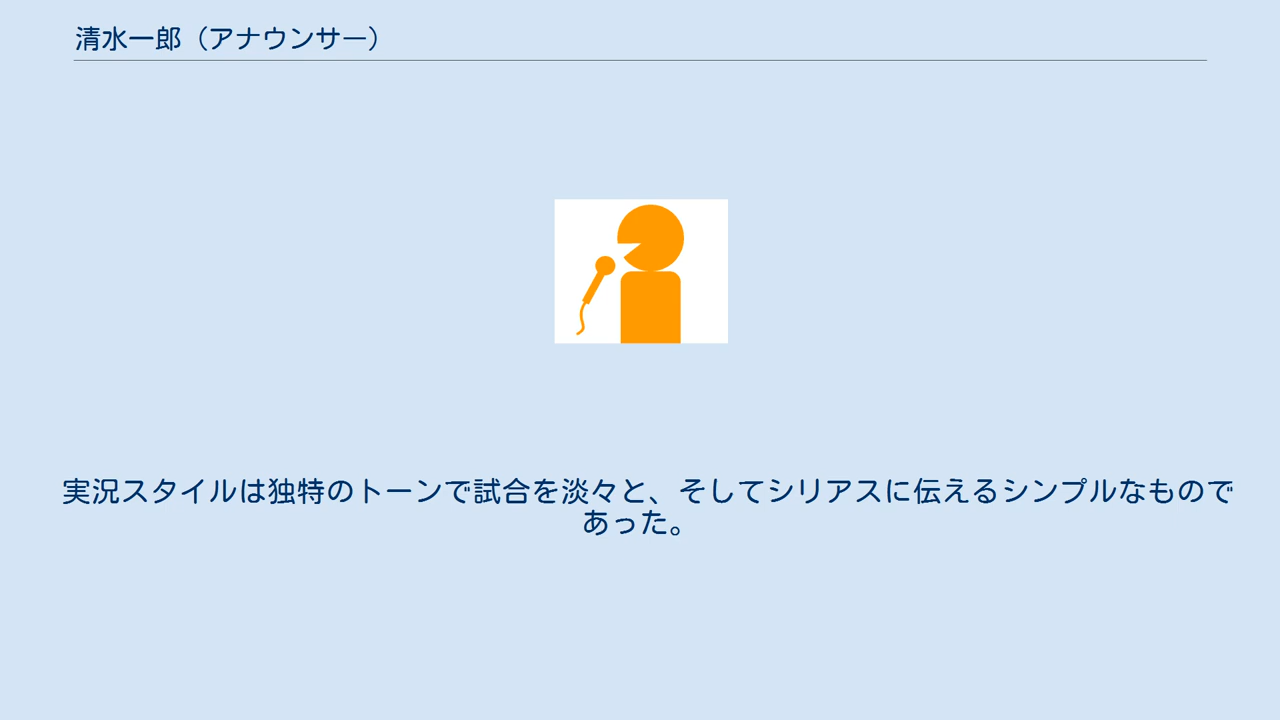 清水一郎（アナウンサー）
実況スタイルは独特のトーンで試合を淡々と、そしてシリアスに伝えるシンプルなもので
あった。